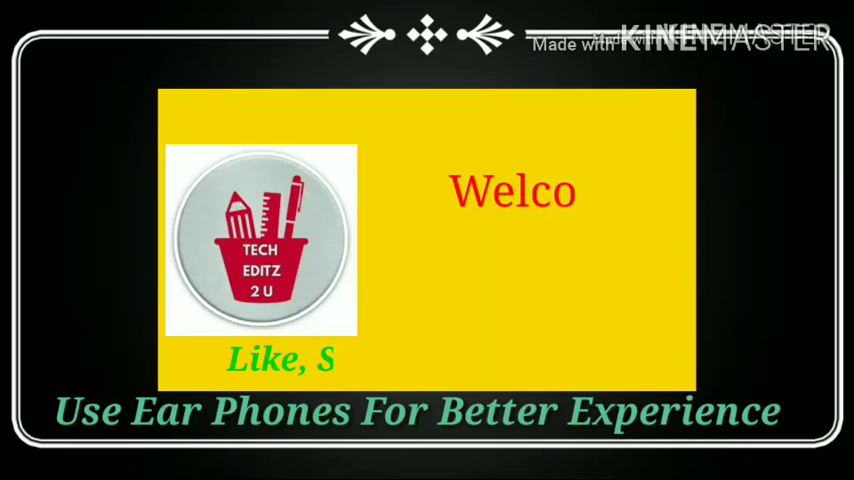 Made with KINEMASTER
Welco
TECH
EDITZ
2 U
Like, S
Use Ear Phones For Better Experience